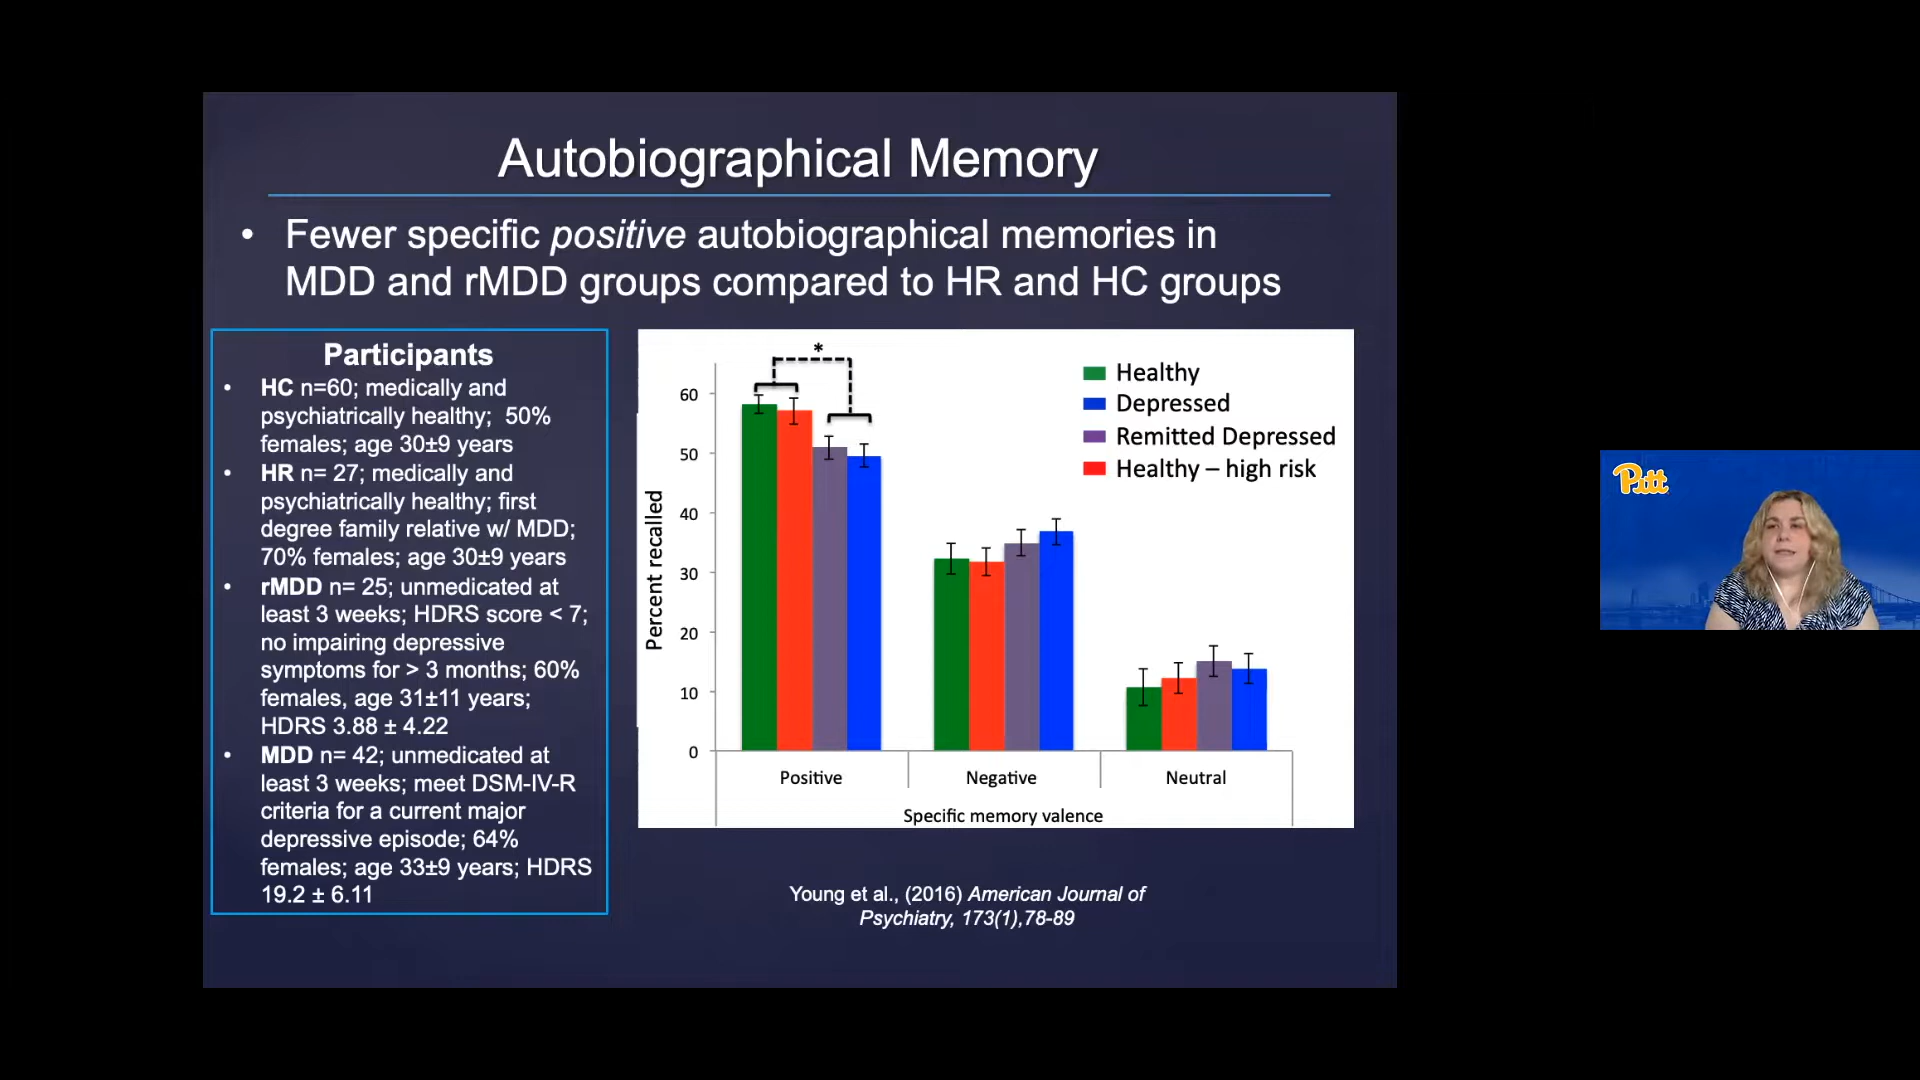 Autobiographical Memory
• Fewer specific positive autobiographical memories in
MDD and rMDD groups compared to HR and HC groups
Participants
• HC n=60; medically and
psychiatrically healthy; 50%
females; age 30±9 years
• HR n= 27; medically and
psychiatrically healthy; first
degree family relative w/ MDD;
70% females; age 30±9 years
• rMDD n= 25; unmedicated at
least 3 weeks; HDRS score < 7;
no impairing depressive
symptoms for > 3 months; 60%
females, age 31±11 years;
HDRS 3.88 ± 4.22
• MDD n= 42; unmedicated at
least 3 weeks; meet DSM-IV-R
criteria for a current major
depressive episode; 64%
females; age 33±9 years; HDRS
19.2 ± 6.11
*
Healthy
Depressed
Remitted Depressed
Healthy – high risk
Percent recalled
60
50
40
30
20
10
0
Positive
Negative
Neutral
Specific memory valence
Young et al., (2016) American Journal of
Psychiatry, 173(1),78-89
Pitt